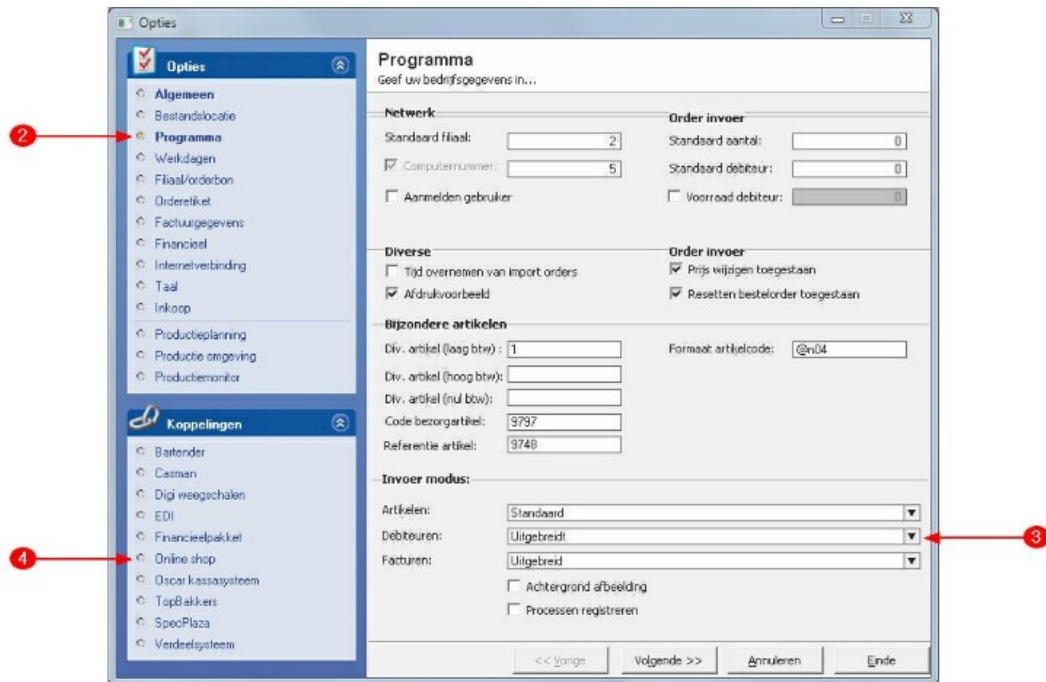 Opties
Opties
Algemeen
Bestandslocatie
2
Programma
Werkdagen
Filiaal/orderbon
Orderetiket
Factuurgegevens
Financieel
Internetverbinding
Taal
Inkoop
Productieplanning
Productie omgeving
Productiemonitor
Koppelingen
Bartender
Casman
Digi weegschalen
EDI
Financieelpakket
4
Online shop
Oscar kassasysteem
TopBakkers
SpecPlaza
Verdeelsysteem
Programma
Geef uw bedrijfsgegevens in...
Netwerk
Standaard filiaal: 2
Computernummer: 5
Aanmelden gebruiker
Order invoer
Standaard aantal: 0
Standaard debiteur: 0
Voorraad debiteur: 0
Diverse
Tijd overnemen van import orders
Afdrukvoorbeeld
Order invoer
Prijs wijzigen toegestaan
Resetten bestelorder toegestaan
Bijzondere artikelen
Div. artikel (laag btw) : 1
Formaat artikelcode: @n04
Div. artikel (hoog btw):
Div. artikel (nul btw):
Code bezorgartikel: 9797
Referentie artikel: 9748
Invoer modus:
Artikelen: Standaard
Debiteuren: Uitgebreidt
3
Facturen: Uitgebreid
Achtergrond afbeelding
Processen registreren
<< Vorige
Volgende >>
Annuleren
Einde